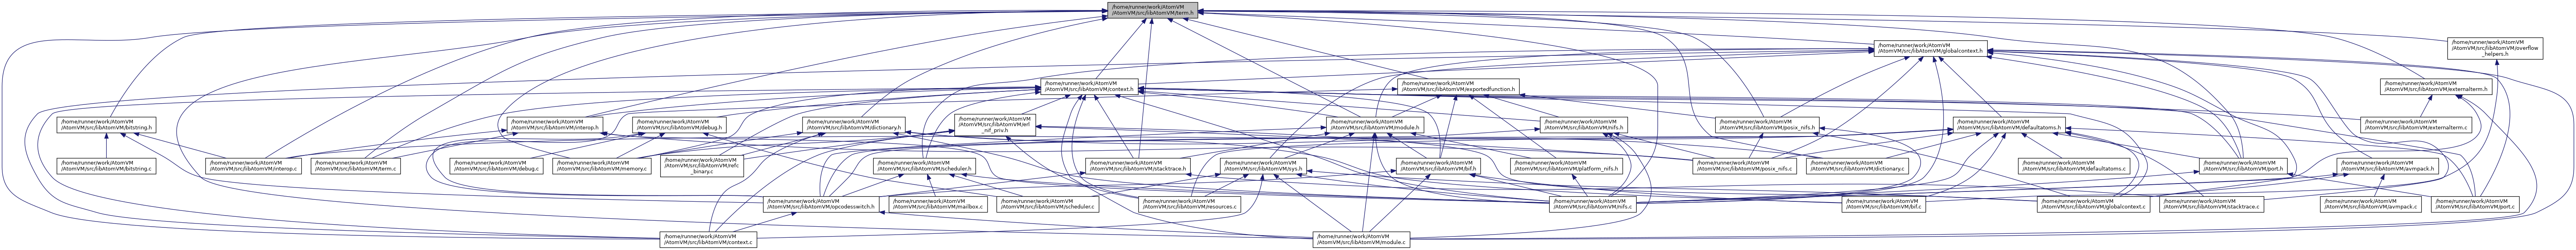 /home/runner/work/AtomVM
/AtomVM/src/libAtomVM/term.h
/home/runner/work/AtomVM
/AtomVM/src/libAtomVM/globalcontext.h
/home/runner/work/AtomVM
/AtomVM/src/libAtomVM/overflow
_helpers.h
/home/runner/work/AtomVM
/AtomVM/src/libAtomVM/context.h
/home/runner/work/AtomVM
/AtomVM/src/libAtomVM/exportedfunction.h
/home/runner/work/AtomVM
/AtomVM/src/libAtomVM/externalterm.h
/home/runner/work/AtomVM
/AtomVM/src/libAtomVM/bitstring.h
/home/runner/work/AtomVM
/AtomVM/src/libAtomVM/interop.h
/home/runner/work/AtomVM
/AtomVM/src/libAtomVM/debug.h
/home/runner/work/AtomVM
/AtomVM/src/libAtomVM/dictionary.h
/home/runner/work/AtomVM
/AtomVM/src/libAtomVM/erl
_nif_priv.h
/home/runner/work/AtomVM
/AtomVM/src/libAtomVM/module.h
/home/runner/work/AtomVM
/AtomVM/src/libAtomVM/nifs.h
/home/runner/work/AtomVM
/AtomVM/src/libAtomVM/posix_nifs.h
/home/runner/work/AtomVM
/AtomVM/src/libAtomVM/defaultatoms.h
/home/runner/work/AtomVM
/AtomVM/src/libAtomVM/externalterm.c
/home/runner/work/AtomVM
/AtomVM/src/libAtomVM/bitstring.c
/home/runner/work/AtomVM
/AtomVM/src/libAtomVM/interop.c
/home/runner/work/AtomVM
/AtomVM/src/libAtomVM/term.c
/home/runner/work/AtomVM
/AtomVM/src/libAtomVM/debug.c
/home/runner/work/AtomVM
/AtomVM/src/libAtomVM/memory.c
/home/runner/work/AtomVM
/AtomVM/src/libAtomVM/refc
_binary.c
/home/runner/work/AtomVM
/AtomVM/src/libAtomVM/scheduler.h
/home/runner/work/AtomVM
/AtomVM/src/libAtomVM/stacktrace.h
/home/runner/work/AtomVM
/AtomVM/src/libAtomVM/sys.h
/home/runner/work/AtomVM
/AtomVM/src/libAtomVM/bif.h
/home/runner/work/AtomVM
/AtomVM/src/libAtomVM/platform_nifs.h
/home/runner/work/AtomVM
/AtomVM/src/libAtomVM/posix_nifs.c
/home/runner/work/AtomVM
/AtomVM/src/libAtomVM/dictionary.c
/home/runner/work/AtomVM
/AtomVM/src/libAtomVM/defaultatoms.c
/home/runner/work/AtomVM
/AtomVM/src/libAtomVM/port.h
/home/runner/work/AtomVM
/AtomVM/src/libAtomVM/avmpack.h
/home/runner/work/AtomVM
/AtomVM/src/libAtomVM/opcodesswitch.h
/home/runner/work/AtomVM
/AtomVM/src/libAtomVM/mailbox.c
/home/runner/work/AtomVM
/AtomVM/src/libAtomVM/scheduler.c
/home/runner/work/AtomVM
/AtomVM/src/libAtomVM/resources.c
/home/runner/work/AtomVM
/AtomVM/src/libAtomVM/nifs.c
/home/runner/work/AtomVM
/AtomVM/src/libAtomVM/bif.c
/home/runner/work/AtomVM
/AtomVM/src/libAtomVM/globalcontext.c
/home/runner/work/AtomVM
/AtomVM/src/libAtomVM/stacktrace.c
/home/runner/work/AtomVM
/AtomVM/src/libAtomVM/avmpack.c
/home/runner/work/AtomVM
/AtomVM/src/libAtomVM/port.c
/home/runner/work/AtomVM
/AtomVM/src/libAtomVM/context.c
/home/runner/work/AtomVM
/AtomVM/src/libAtomVM/module.c